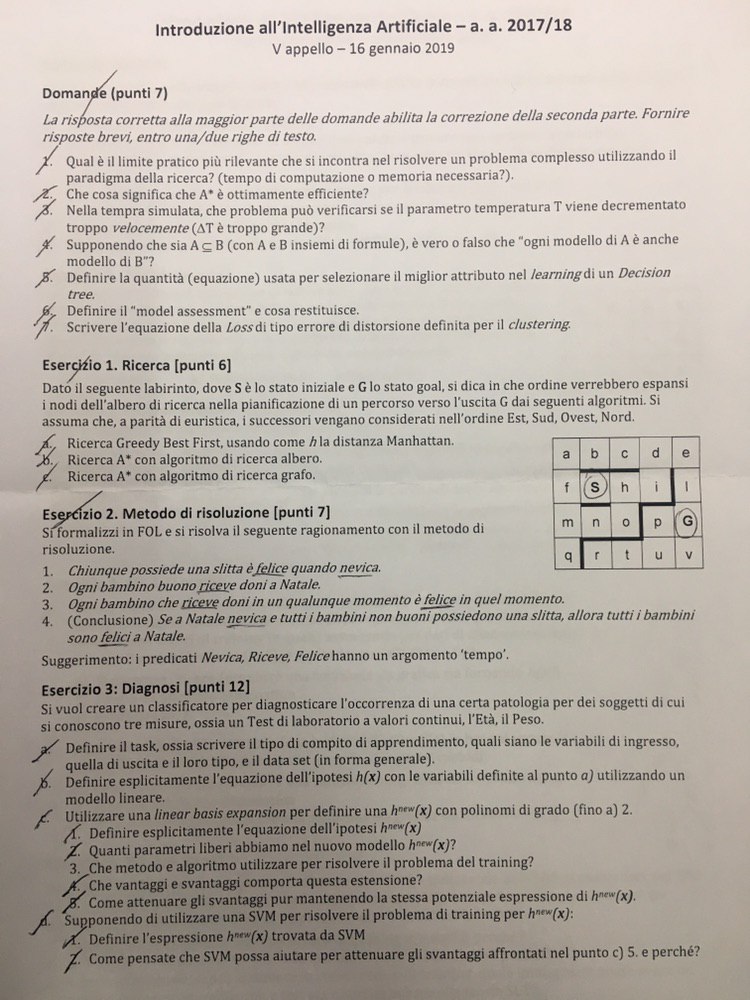 Introduzione all'Intelligenza Artificiale – a. a. 2017/18
V appello – 16 gennaio 2019
Domande (punti 7)
La risposta corretta alla maggior parte delle domande abilita la correzione della seconda parte. Fornire
risposte brevi, entro una/due righe di testo.
1. Qual è il limite pratico più rilevante che si incontra nel risolvere un problema complesso utilizzando il
paradigma della ricerca? (tempo di computazione o memoria necessaria?).
2. Che cosa significa che A* è ottimamente efficiente?
3. Nella tempra simulata, che problema può verificarsi se il parametro temperatura T viene decrementato
troppo velocemente (ΔT è troppo grande)?
4. Supponendo che sia A ⊆ B (con A e B insiemi di formule), è vero o falso che "ogni modello di A è anche
modello di B"?
5. Definire la quantità (equazione) usata per selezionare il miglior attributo nel learning di un Decision
tree.
6. Definire il "model assessment" e cosa restituisce.
7. Scrivere l'equazione della Loss di tipo errore di distorsione definita per il clustering.
Esercizio 1. Ricerca [punti 6]
Dato il seguente labirinto, dove S è lo stato iniziale e G lo stato goal, si dica in che ordine verrebbero espansi
i nodi dell'albero di ricerca nella pianificazione di un percorso verso l'uscita G dai seguenti algoritmi. Si
assuma che, a parità di euristica, i successori vengano considerati nell'ordine Est, Sud, Ovest, Nord.
a. Ricerca Greedy Best First, usando come h la distanza Manhattan.
b. Ricerca A* con algoritmo di ricerca albero.
c. Ricerca A* con algoritmo di ricerca grafo.
a b c d e
f S h i l
m n o p G
q r t u v
Esercizio 2. Metodo di risoluzione [punti 7]
Si formalizzi in FOL e si risolva il seguente ragionamento con il metodo di
risoluzione.
1. Chiunque possiede una slitta è felice quando nevica.
2. Ogni bambino buono riceve doni a Natale.
3. Ogni bambino che riceve doni in un qualunque momento è felice in quel momento.
4. (Conclusione) Se a Natale nevica e tutti i bambini non buoni possiedono una slitta, allora tutti i bambini
sono felici a Natale.
Suggerimento: i predicati Nevica, Riceve, Felice hanno un argomento 'tempo'.
Esercizio 3: Diagnosi [punti 12]
Si vuol creare un classificatore per diagnosticare l'occorrenza di una certa patologia per dei soggetti di cui
si conoscono tre misure, ossia un Test di laboratorio a valori continui, l'Età, il Peso.
a. Definire il task, ossia scrivere il tipo di compito di apprendimento, quali siano le variabili di ingresso,
quella di uscita e il loro tipo, e il data set (in forma generale).
b. Definire esplicitamente l'equazione dell'ipotesi h(x) con le variabili definite al punto a) utilizzando un
modello lineare.
c. Utilizzare una linear basis expansion per definire una hⁿᵉʷ(x) con polinomi di grado (fino a) 2.
1. Definire esplicitamente l'equazione dell'ipotesi hⁿᵉʷ(x)
2. Quanti parametri liberi abbiamo nel nuovo modello hⁿᵉʷ(x)?
3. Che metodo e algoritmo utilizzare per risolvere il problema del training?
4. Che vantaggi e svantaggi comporta questa estensione?
5. Come attenuare gli svantaggi pur mantenendo la stessa potenziale espressione di hⁿᵉʷ(x).
d. Supponendo di utilizzare una SVM per risolvere il problema di training per hⁿᵉʷ(x):
1. Definire l'espressione hⁿᵉʷ(x) trovata da SVM
2. Come pensate che SVM possa aiutare per attenuare gli svantaggi affrontati nel punto c) 5. e perché?